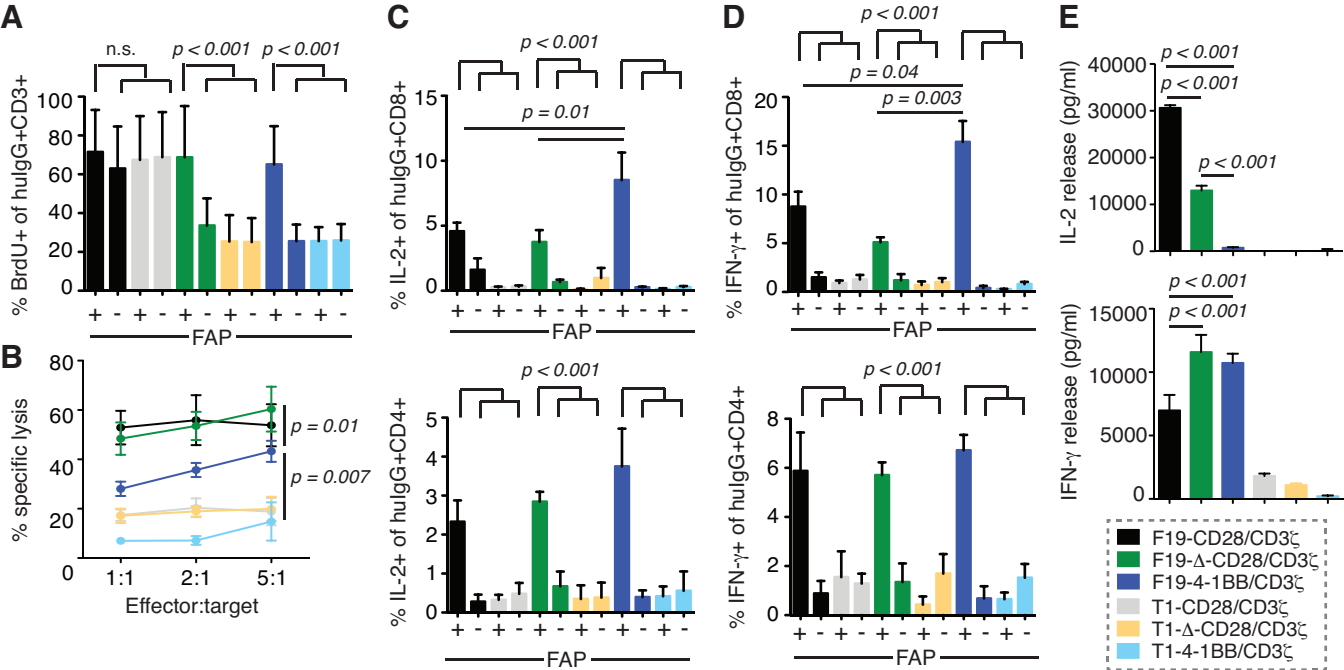 A
n.s.
p < 0.001
p < 0.001
% BrdU+ of huIgG+CD3+
100
80
60
40
20
0
+ - + - + - + - + - + -
FAP
B
% specific lysis
80
60
40
20
0
p = 0.01
p = 0.007
1:1 2:1 5:1
Effector:target
C
p < 0.001
p = 0.01
% IL-2+ of huIgG+CD8+
15
10
5
0
+ - + - + - + - + - + -
FAP
p < 0.001
% IL-2+ of huIgG+CD4+
5
4
3
2
1
0
+ - + - + - + - + - + -
FAP
D
p < 0.001
p = 0.04
p = 0.003
% IFN-γ+ of huIgG+CD8+
20
15
10
5
0
+ - + - + - + - + - + -
FAP
p < 0.001
% IFN-γ+ of huIgG+CD4+
8
6
4
2
0
+ - + - + - + - + - + -
FAP
E
p < 0.001
p < 0.001
p < 0.001
IL-2 release (pg/ml)
40000
30000
20000
10000
0
p < 0.001
p < 0.001
IFN-γ release (pg/ml)
15000
10000
5000
0
F19-CD28/CD3ζ
F19-Δ-CD28/CD3ζ
F19-4-1BB/CD3ζ
T1-CD28/CD3ζ
T1-Δ-CD28/CD3ζ
T1-4-1BB/CD3ζ